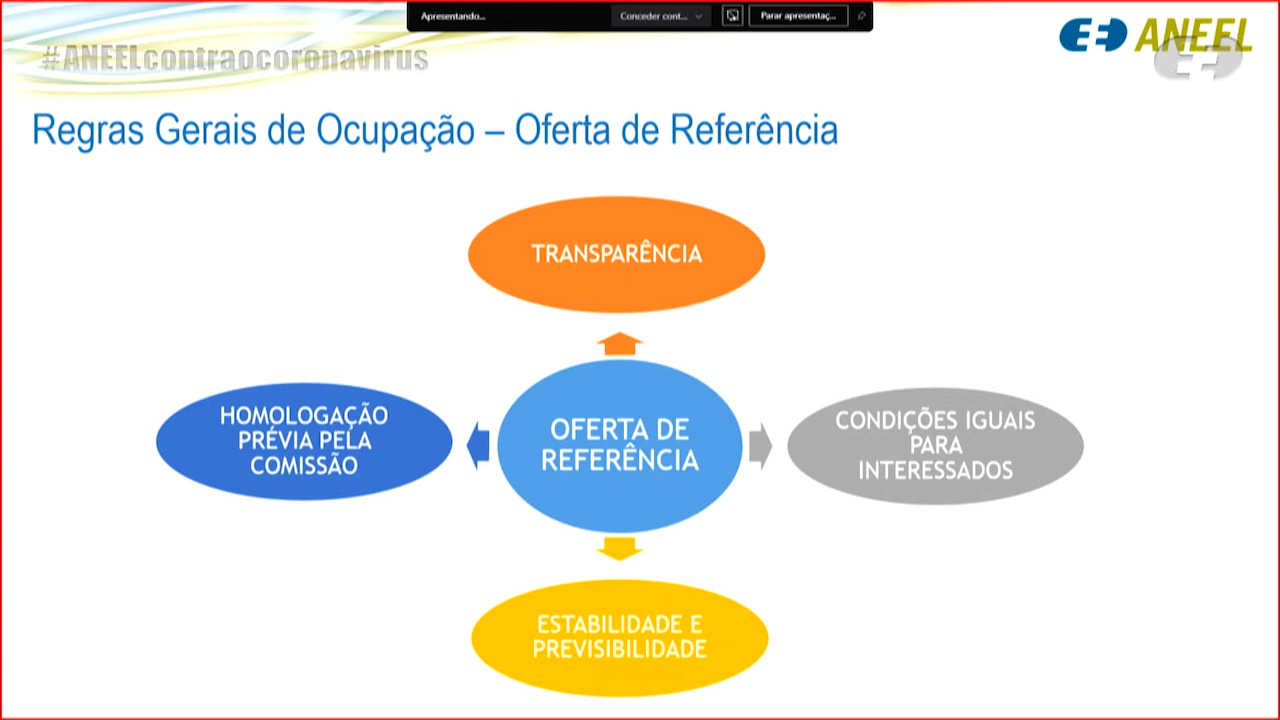 Apresentando...
Conceder cont...
Parar apresentaç...
#ANEELcontraocoronavirus
ANEEL
Regras Gerais de Ocupação – Oferta de Referência
TRANSPARÊNCIA
HOMOLOGAÇÃO
PRÉVIA PELA
COMISSÃO
OFERTA DE
REFERÊNCIA
CONDIÇÕES IGUAIS
PARA
INTERESSADOS
ESTABILIDADE E
PREVISIBILIDADE